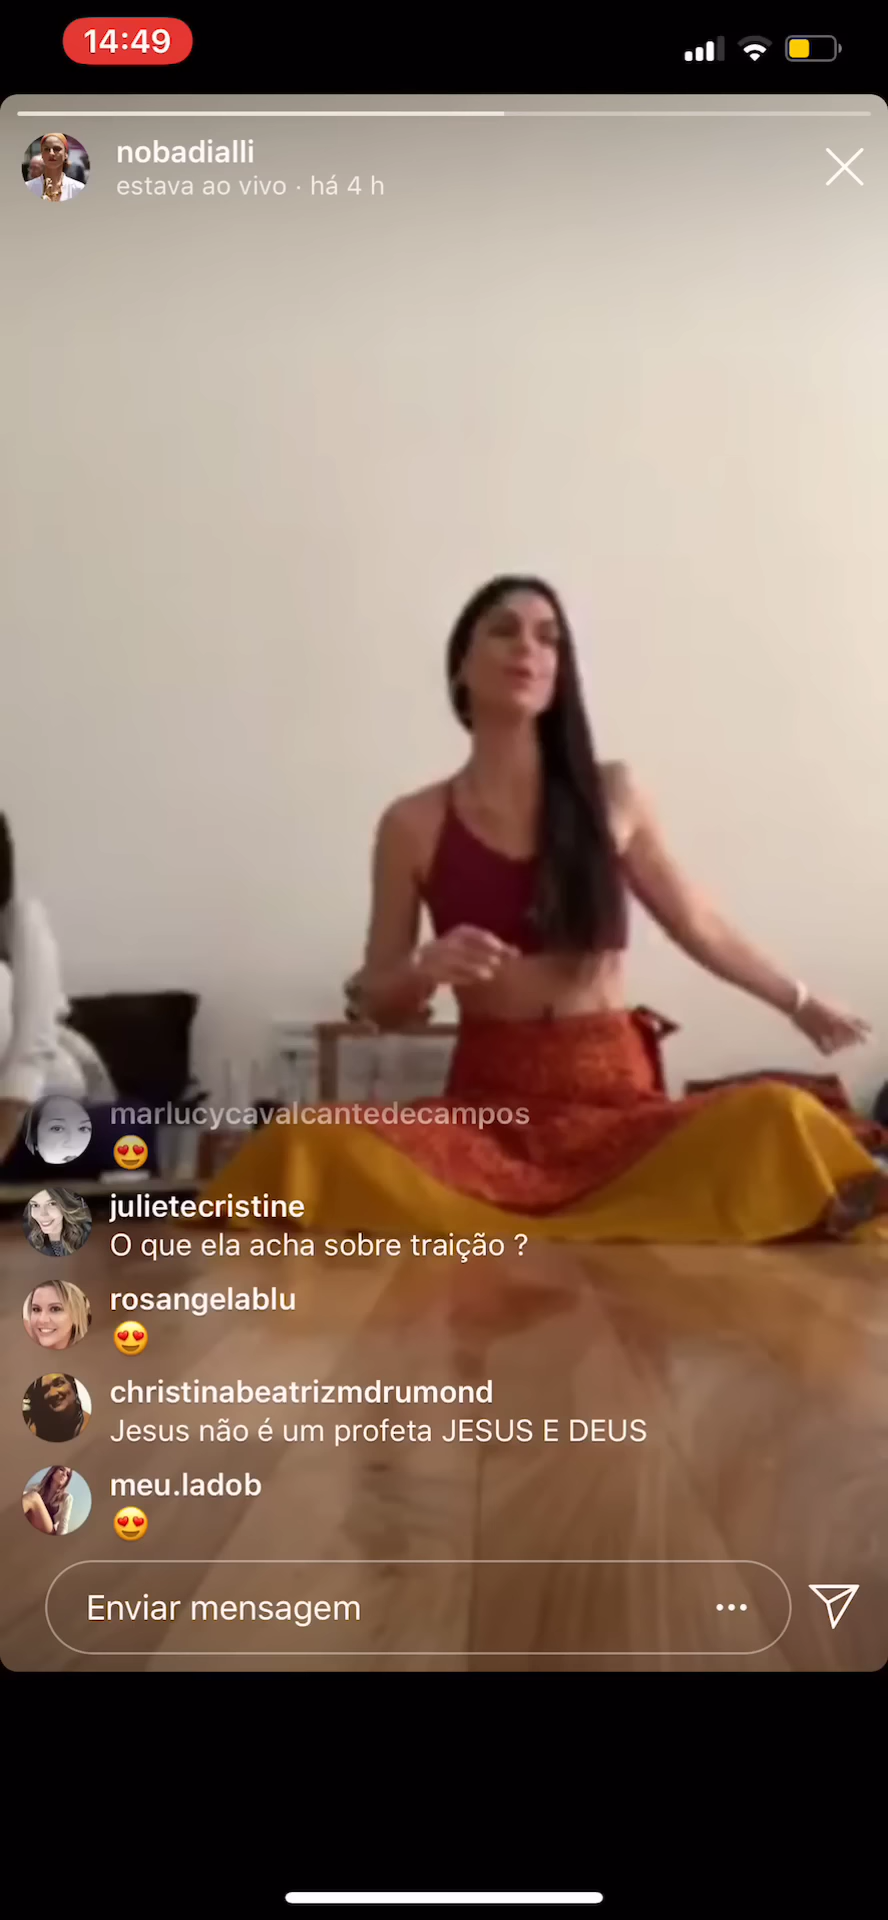 14:49
nobadialli
estava ao vivo · há 4 h
marlucycavalcantedecampos
😍
julietecristine
O que ela acha sobre traição ?
rosangelablu
😍
christinabeatrizmdrumond
Jesus não é um profeta JESUS E DEUS
meu.ladob
😍
Enviar mensagem